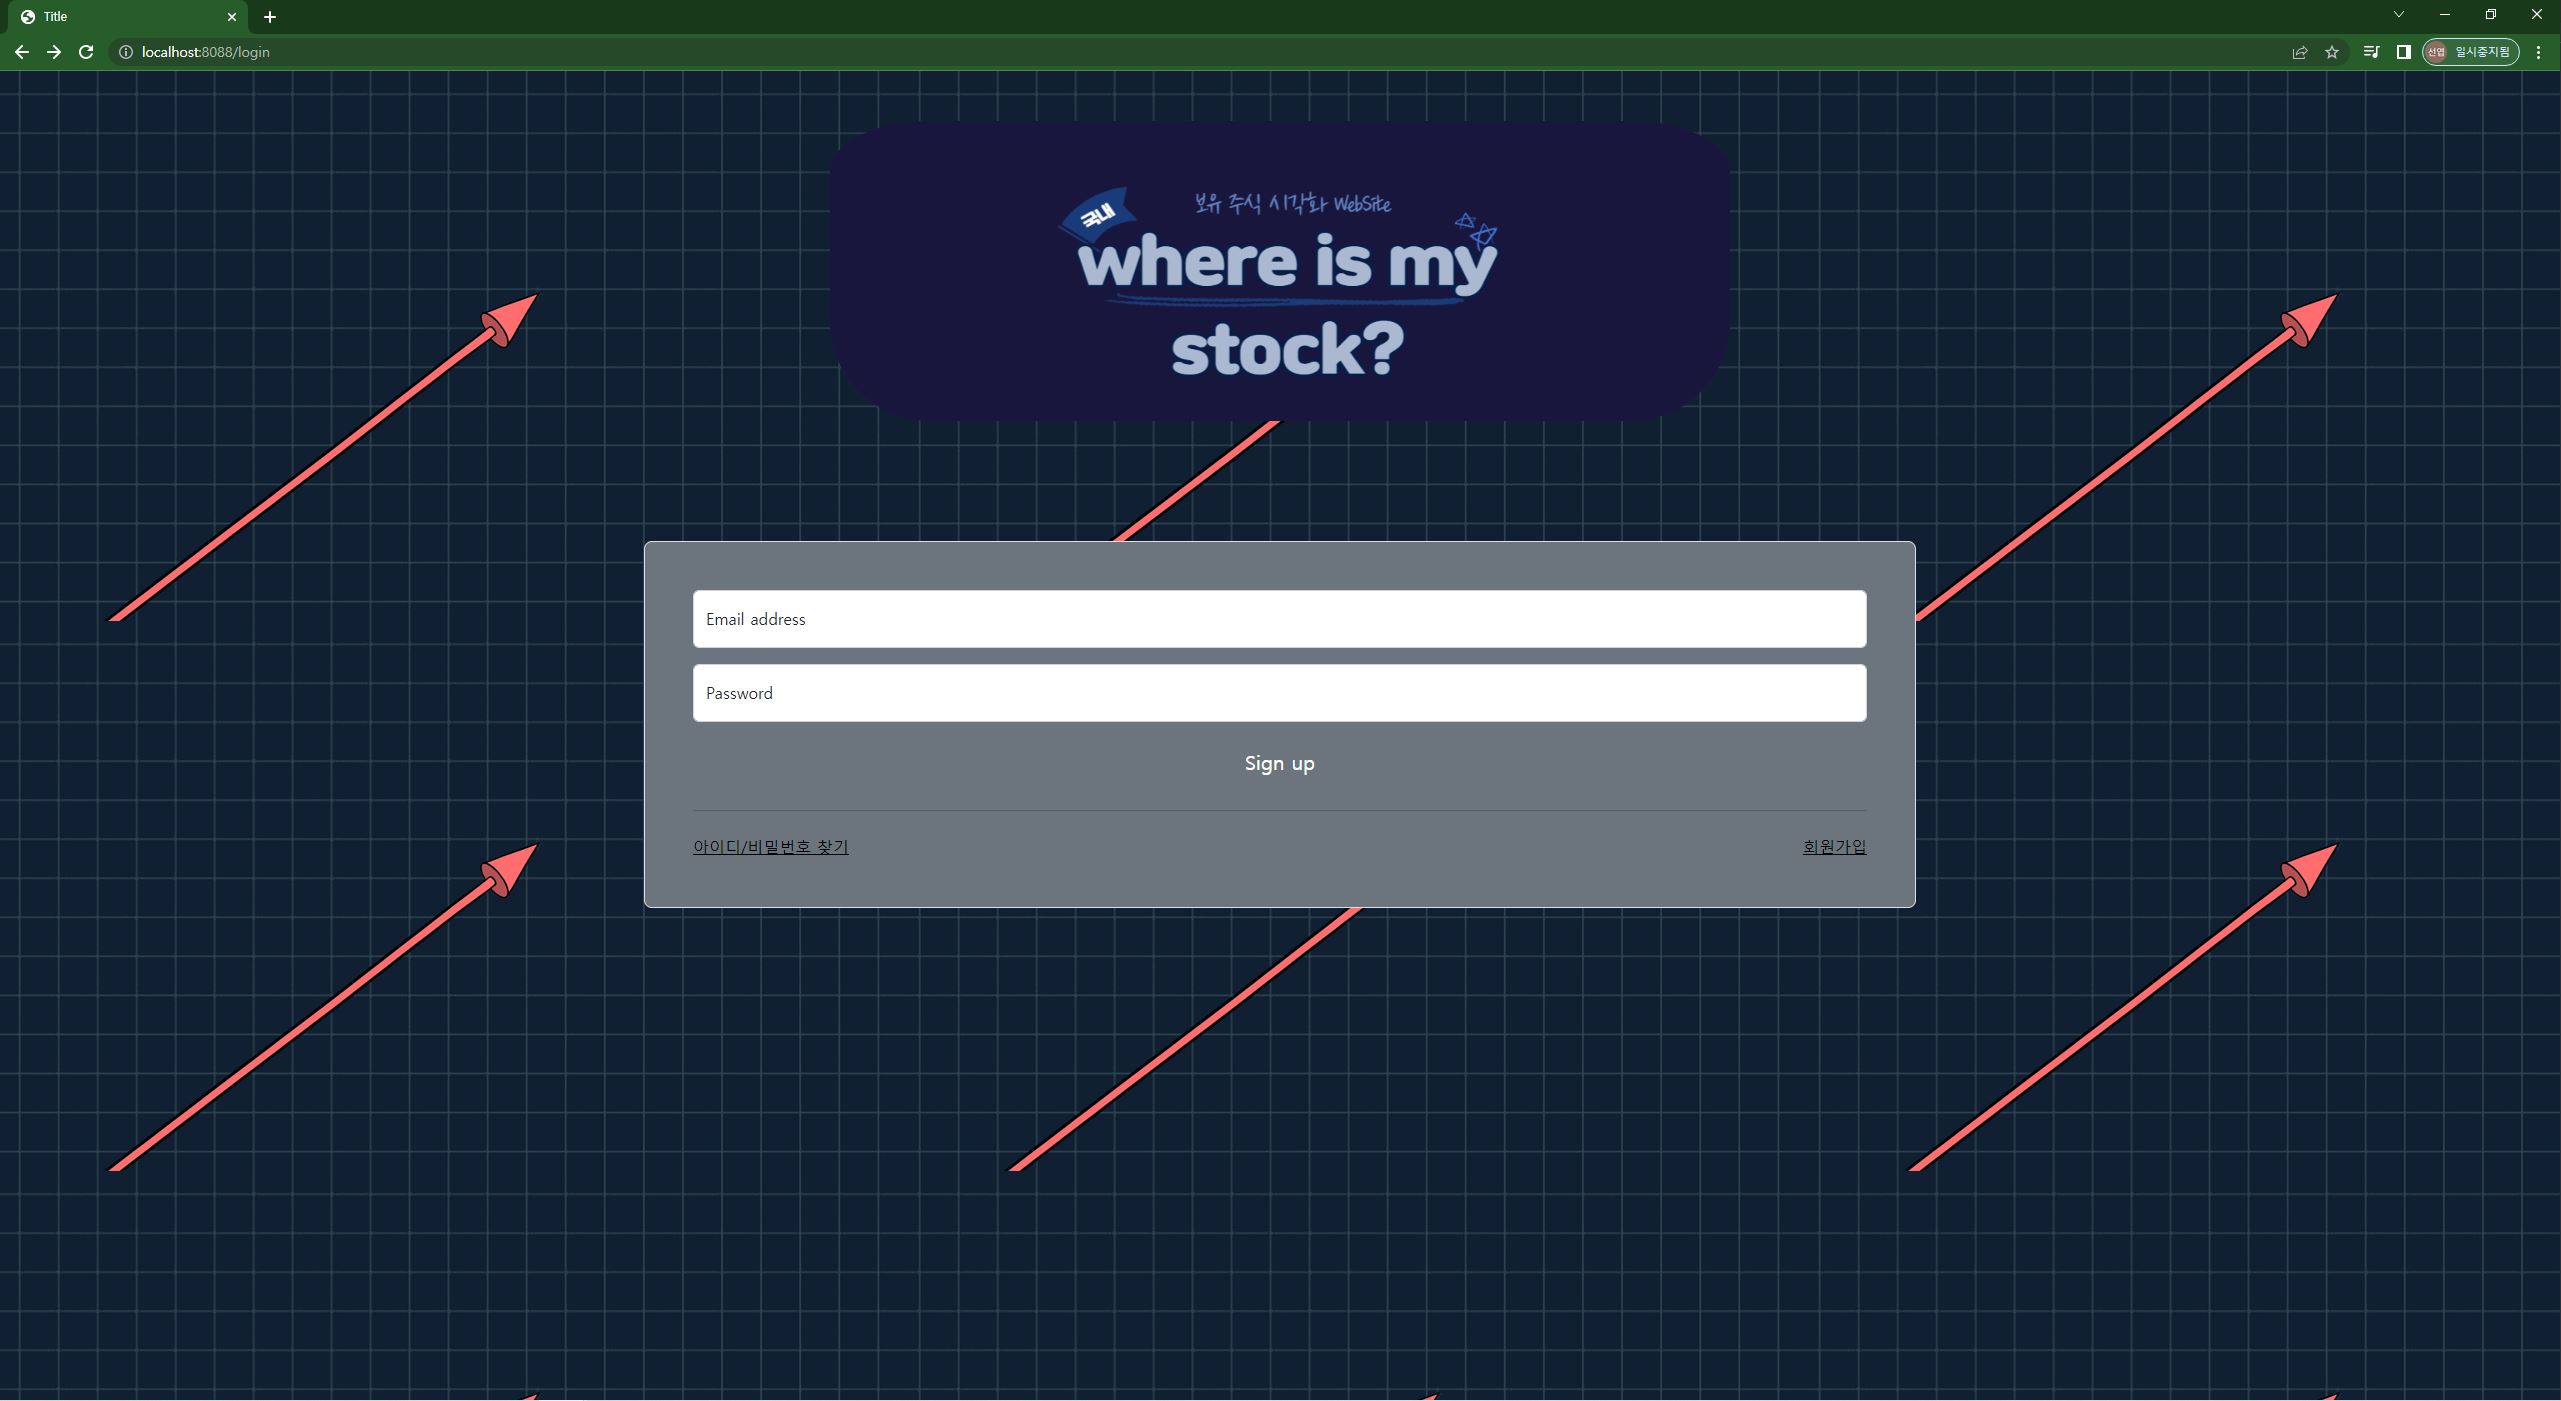 Title
localhost:8088/login
선엽 일시중지됨
보유 주식 시각화 WebSite
국내
where is my
stock?
Email address
Password
Sign up
아이디/비밀번호 찾기 회원가입